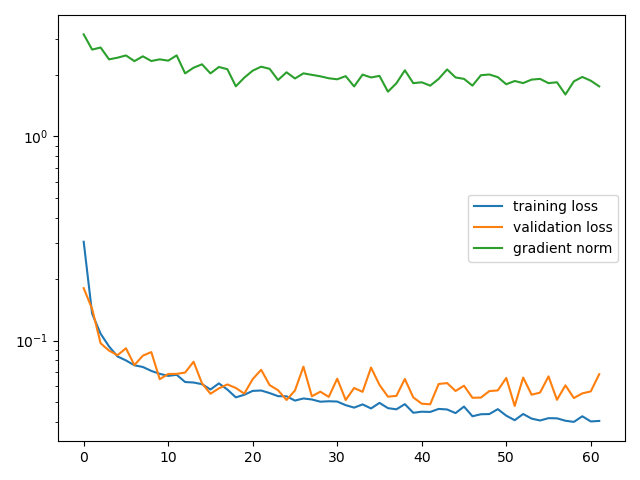 10⁰
10⁻¹
training loss
validation loss
gradient norm
0 10 20 30 40 50 60